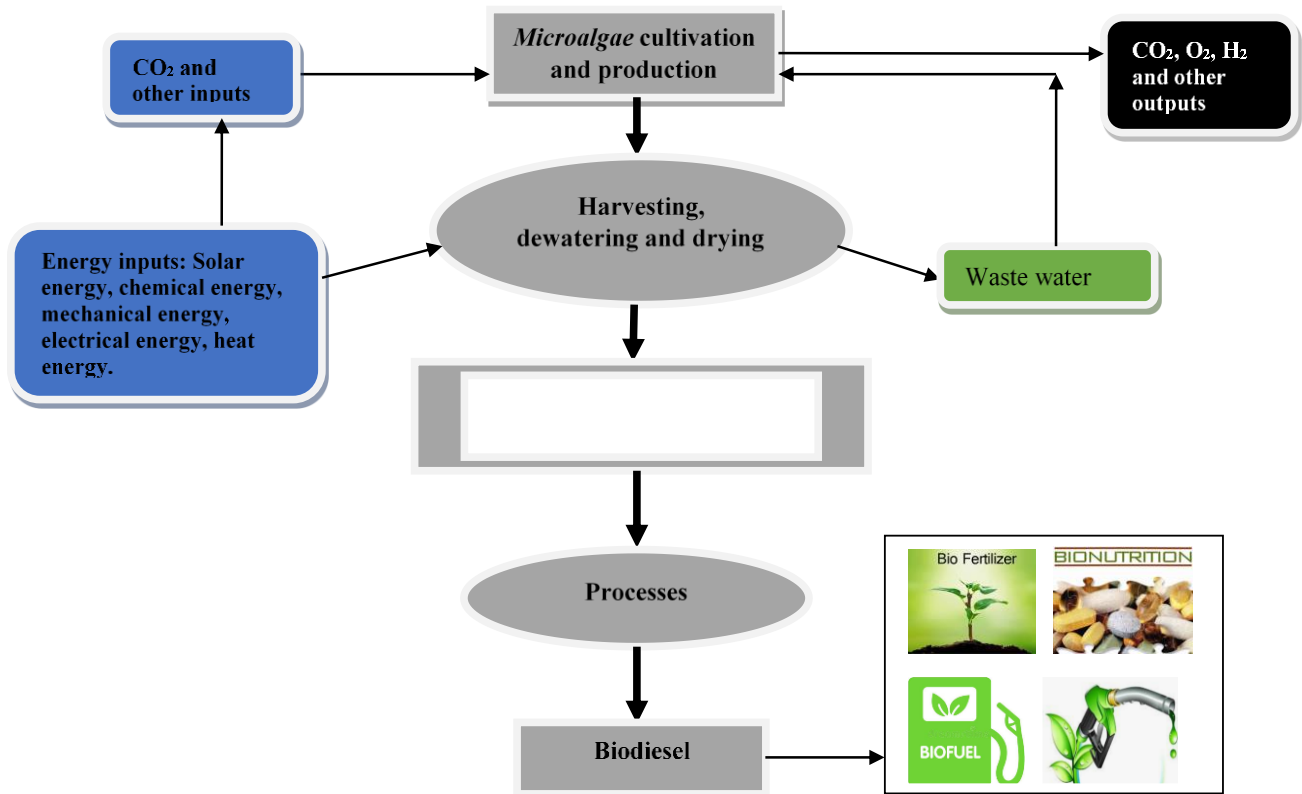 Microalgae cultivation
and production
CO₂ and
other inputs
CO₂, O₂, H₂
and other
outputs
Harvesting,
dewatering and drying
Energy inputs: Solar
energy, chemical energy,
mechanical energy,
electrical energy, heat
energy.
Waste water
Processes
Bio Fertilizer
BIONUTRITION
BIOFUEL
Biodiesel